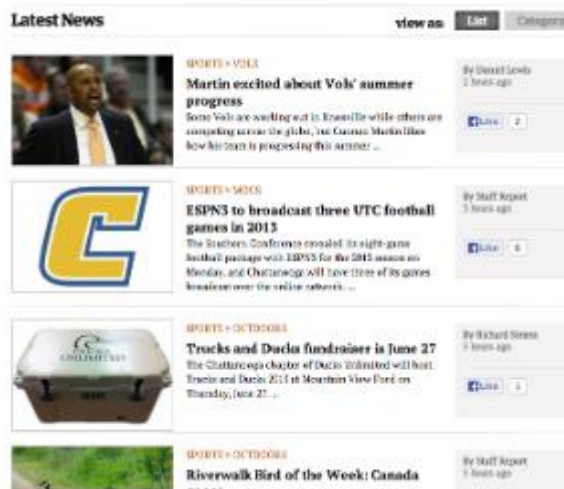 Latest News
view as: List Category
SPORTS » VOLS
Martin excited about Vols' summer
progress
Some Vols are working out in Knoxville while others are
competing across the globe, but Cuonzo Martin likes
how his team is progressing this summer ...
By Daniel Lewis
2 hours ago
Like 2
SPORTS » MOCS
ESPN3 to broadcast three UTC football
games in 2013
The Southern Conference revealed its eight-game
football package with ESPN3 for the 2013 season on
Monday, and Chattanooga will have three of its games
broadcast over the online network. ...
By Staff Report
Like 6
C
SPORTS » OUTDOORS
Trucks and Ducks fundraiser is June 27
The Chattanooga chapter of Ducks Unlimited will host
Trucks and Ducks 2013 at Mountain View Ford on
Thursday, June 27. ...
By Richard Simms
Like
DUCKS
UNLIMITED
SPORTS » OUTDOORS
Riverwalk Bird of the Week: Canada
By Staff Report